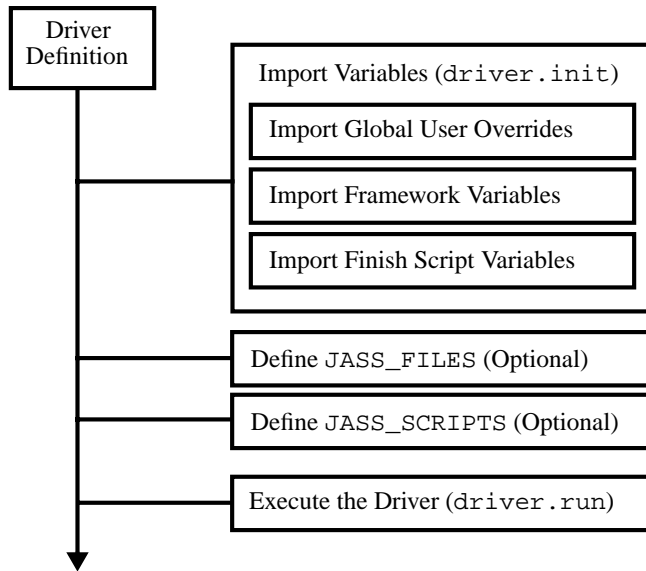 Driver
Definition
Import Variables (driver.init)
Import Global User Overrides
Import Framework Variables
Import Finish Script Variables
Define JASS_FILES (Optional)
Define JASS_SCRIPTS (Optional)
Execute the Driver (driver.run)